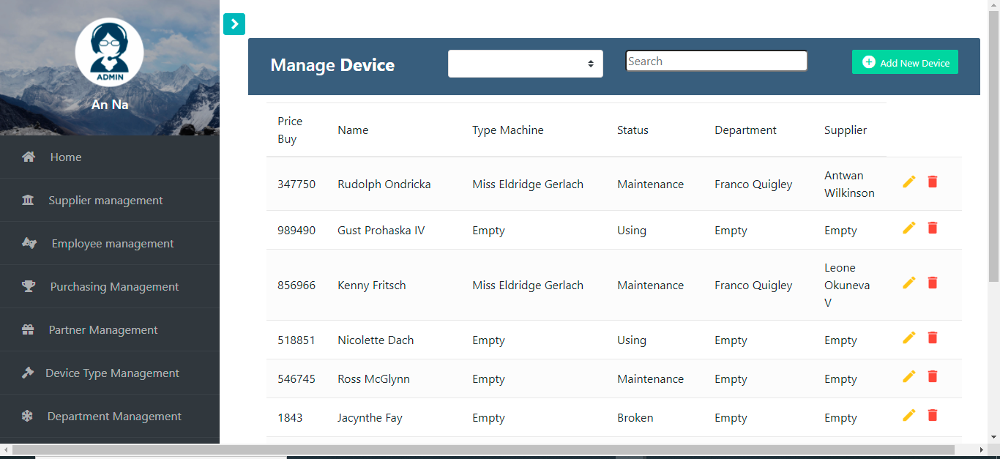 ADMIN
An Na
Home
Supplier management
Employee management
Purchasing Management
Partner Management
Device Type Management
Department Management
Manage Device
Search
Add New Device
Price Buy Name Type Machine Status Department Supplier
347750 Rudolph Ondricka Miss Eldridge Gerlach Maintenance Franco Quigley Antwan Wilkinson
989490 Gust Prohaska IV Empty Using Empty Empty
856966 Kenny Fritsch Miss Eldridge Gerlach Maintenance Franco Quigley Leone Okuneva V
518851 Nicolette Dach Empty Using Empty Empty
546745 Ross McGlynn Empty Maintenance Empty Empty
1843 Jacynthe Fay Empty Broken Empty Empty